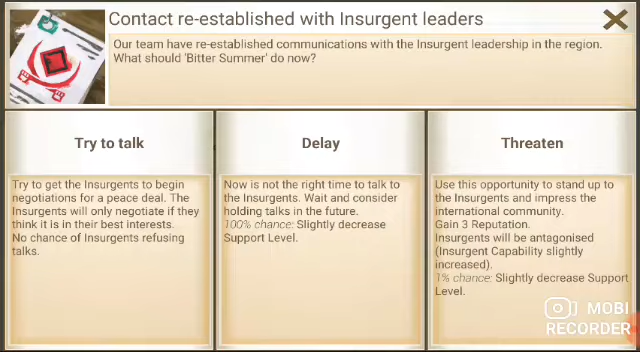 Contact re-established with Insurgent leaders
Our team have re-established communications with the Insurgent leadership in the region.
What should 'Bitter Summer' do now?
Try to talk
Try to get the Insurgents to begin
negotiations for a peace deal. The
Insurgents will only negotiate if they
think it is in their best interests.
No chance of Insurgents refusing
talks.
Delay
Now is not the right time to talk to
the Insurgents. Wait and consider
holding talks in the future.
100% chance: Slightly decrease
Support Level.
Threaten
Use this opportunity to stand up to
the Insurgents and impress the
international community.
Gain 3 Reputation.
Insurgents will be antagonised
(Insurgent Capability slightly
increased).
1% chance: Slightly decrease Support
Level.
MOBI
RECORDER